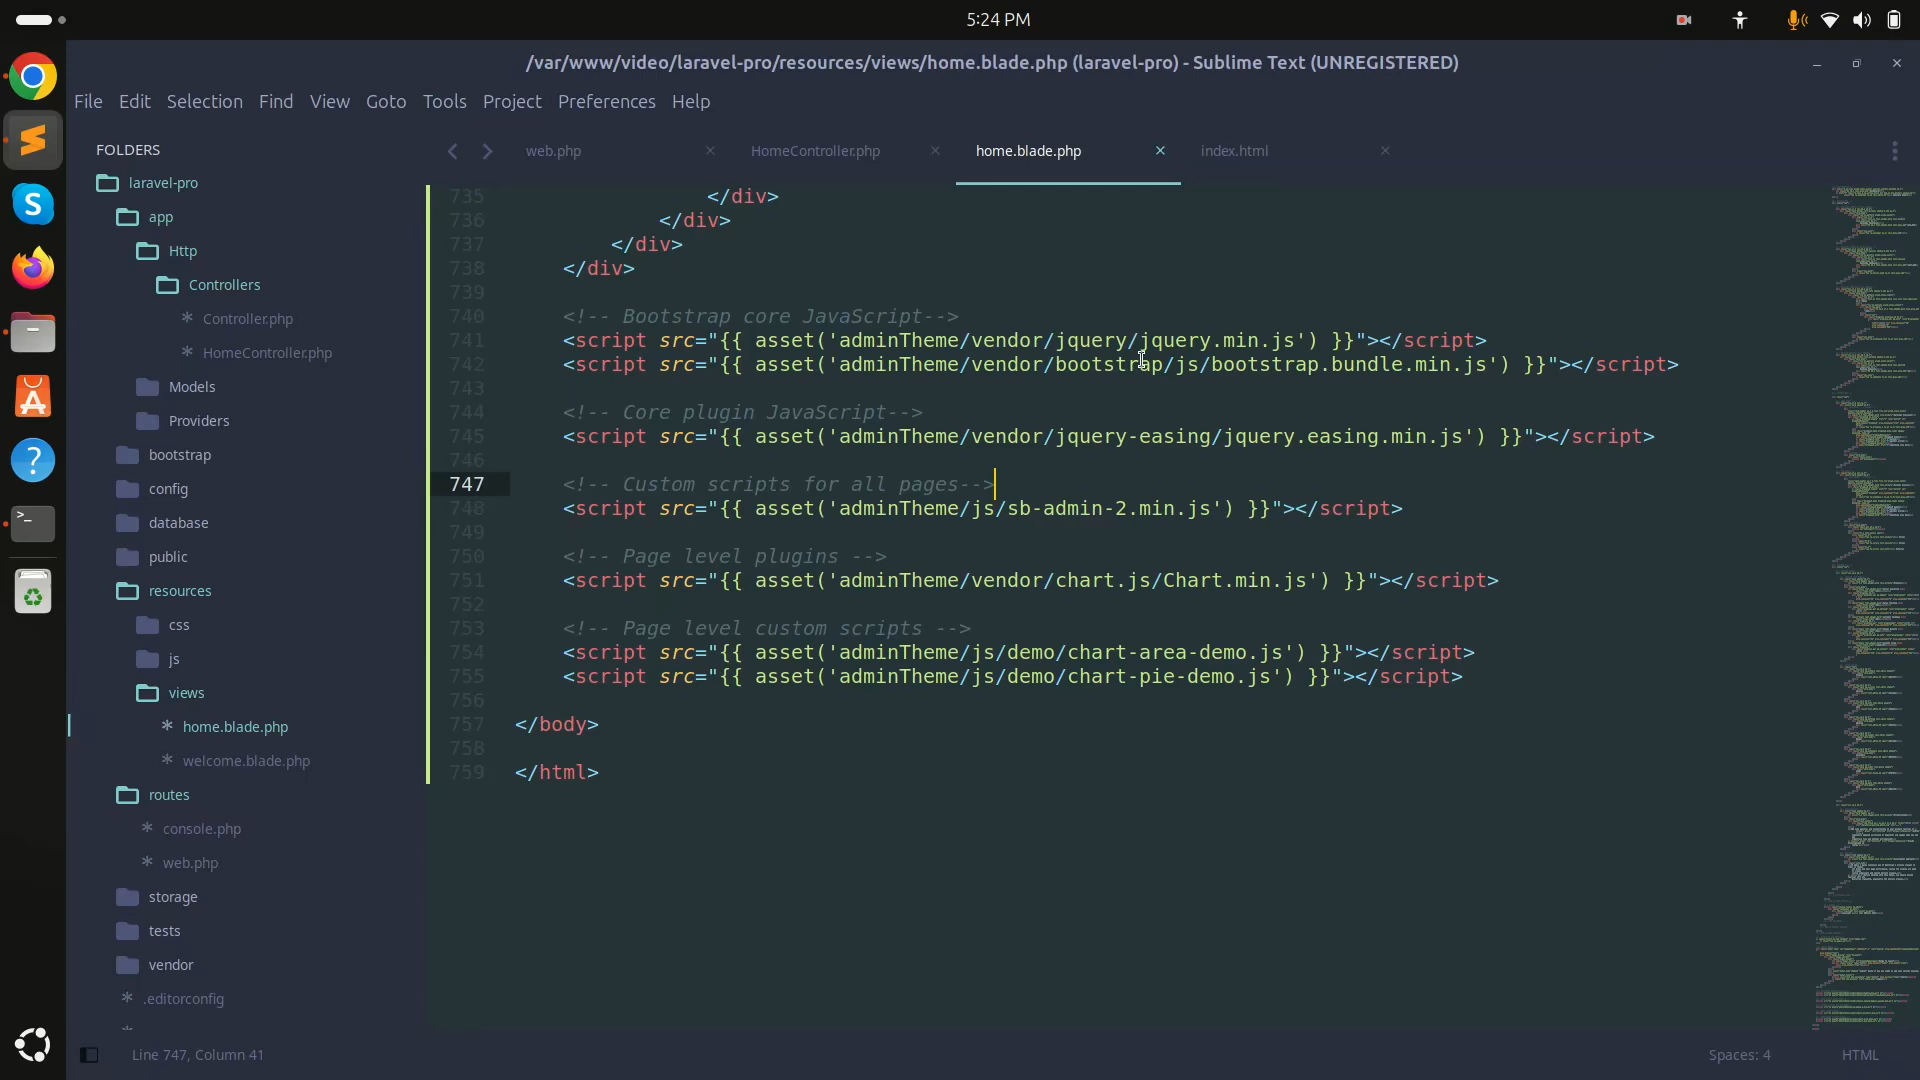 5:24 PM
/var/www/video/laravel-pro/resources/views/home.blade.php (laravel-pro) - Sublime Text (UNREGISTERED)
File Edit Selection Find View Goto Tools Project Preferences Help
FOLDERS
laravel-pro
app
Http
Controllers
Controller.php
HomeController.php
Models
Providers
bootstrap
config
database
public
resources
css
js
views
home.blade.php
welcome.blade.php
routes
console.php
web.php
storage
tests
vendor
.editorconfig
web.php HomeController.php home.blade.php index.html
735 </div>
736 </div>
737 </div>
738 </div>
739
740 <!-- Bootstrap core JavaScript-->
741 <script src="{{ asset('adminTheme/vendor/jquery/jquery.min.js') }}"></script>
742 <script src="{{ asset('adminTheme/vendor/bootstrap/js/bootstrap.bundle.min.js') }}"></script>
743
744 <!-- Core plugin JavaScript-->
745 <script src="{{ asset('adminTheme/vendor/jquery-easing/jquery.easing.min.js') }}"></script>
746
747 <!-- Custom scripts for all pages-->
748 <script src="{{ asset('adminTheme/js/sb-admin-2.min.js') }}"></script>
749
750 <!-- Page level plugins -->
751 <script src="{{ asset('adminTheme/vendor/chart.js/Chart.min.js') }}"></script>
752
753 <!-- Page level custom scripts -->
754 <script src="{{ asset('adminTheme/js/demo/chart-area-demo.js') }}"></script>
755 <script src="{{ asset('adminTheme/js/demo/chart-pie-demo.js') }}"></script>
756
757 </body>
758
759 </html>
Line 747, Column 41
Spaces: 4
HTML